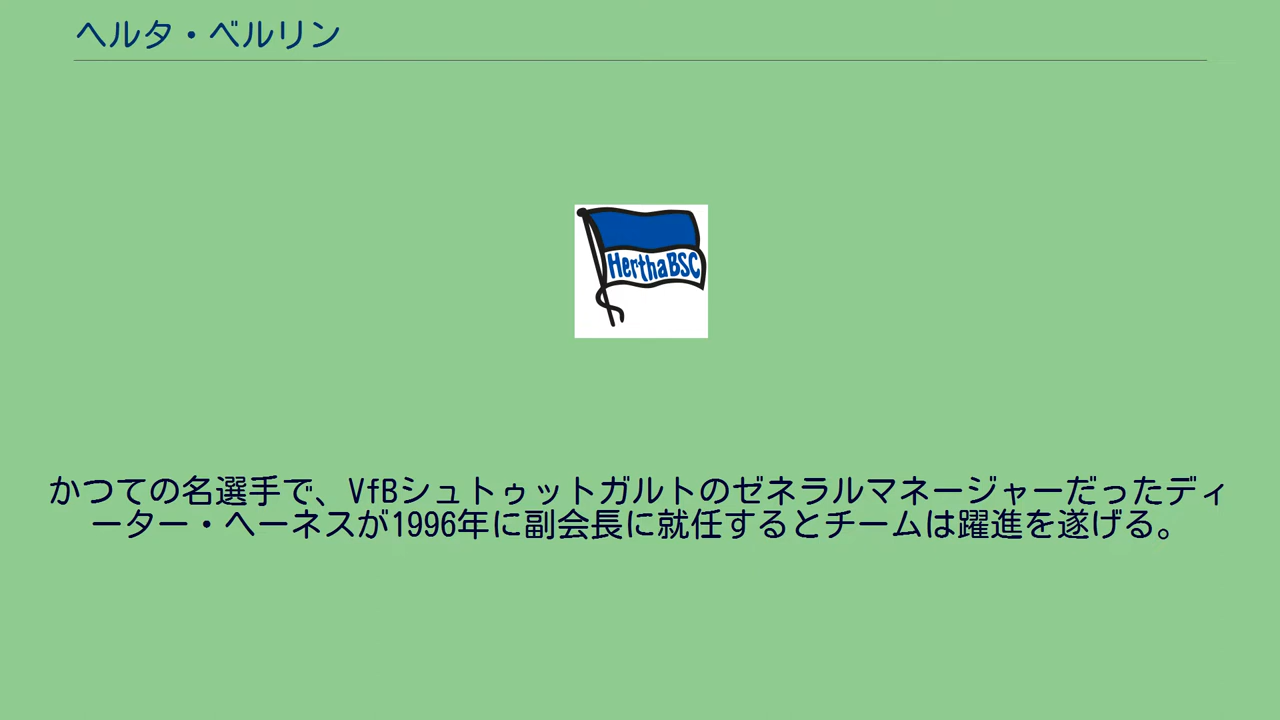 ヘルタ・ベルリン
HerthaBSC
かつての名選手で、VfBシュトゥットガルトのゼネラルマネージャーだったディ
ーター・ヘーネスが1996年に副会長に就任するとチームは躍進を遂げる。